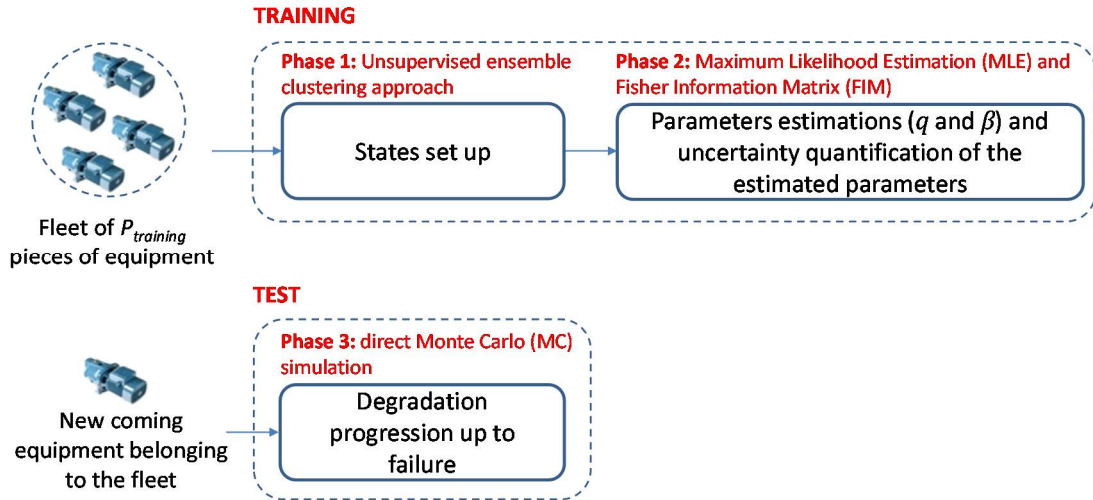 TRAINING
Phase 1: Unsupervised ensemble
clustering approach
Phase 2: Maximum Likelihood Estimation (MLE) and
Fisher Information Matrix (FIM)
States set up
Parameters estimations (q and β) and
uncertainty quantification of the
estimated parameters
Fleet of P_training
pieces of equipment
TEST
Phase 3: direct Monte Carlo (MC)
simulation
Degradation
progression up to
failure
New coming
equipment belonging
to the fleet